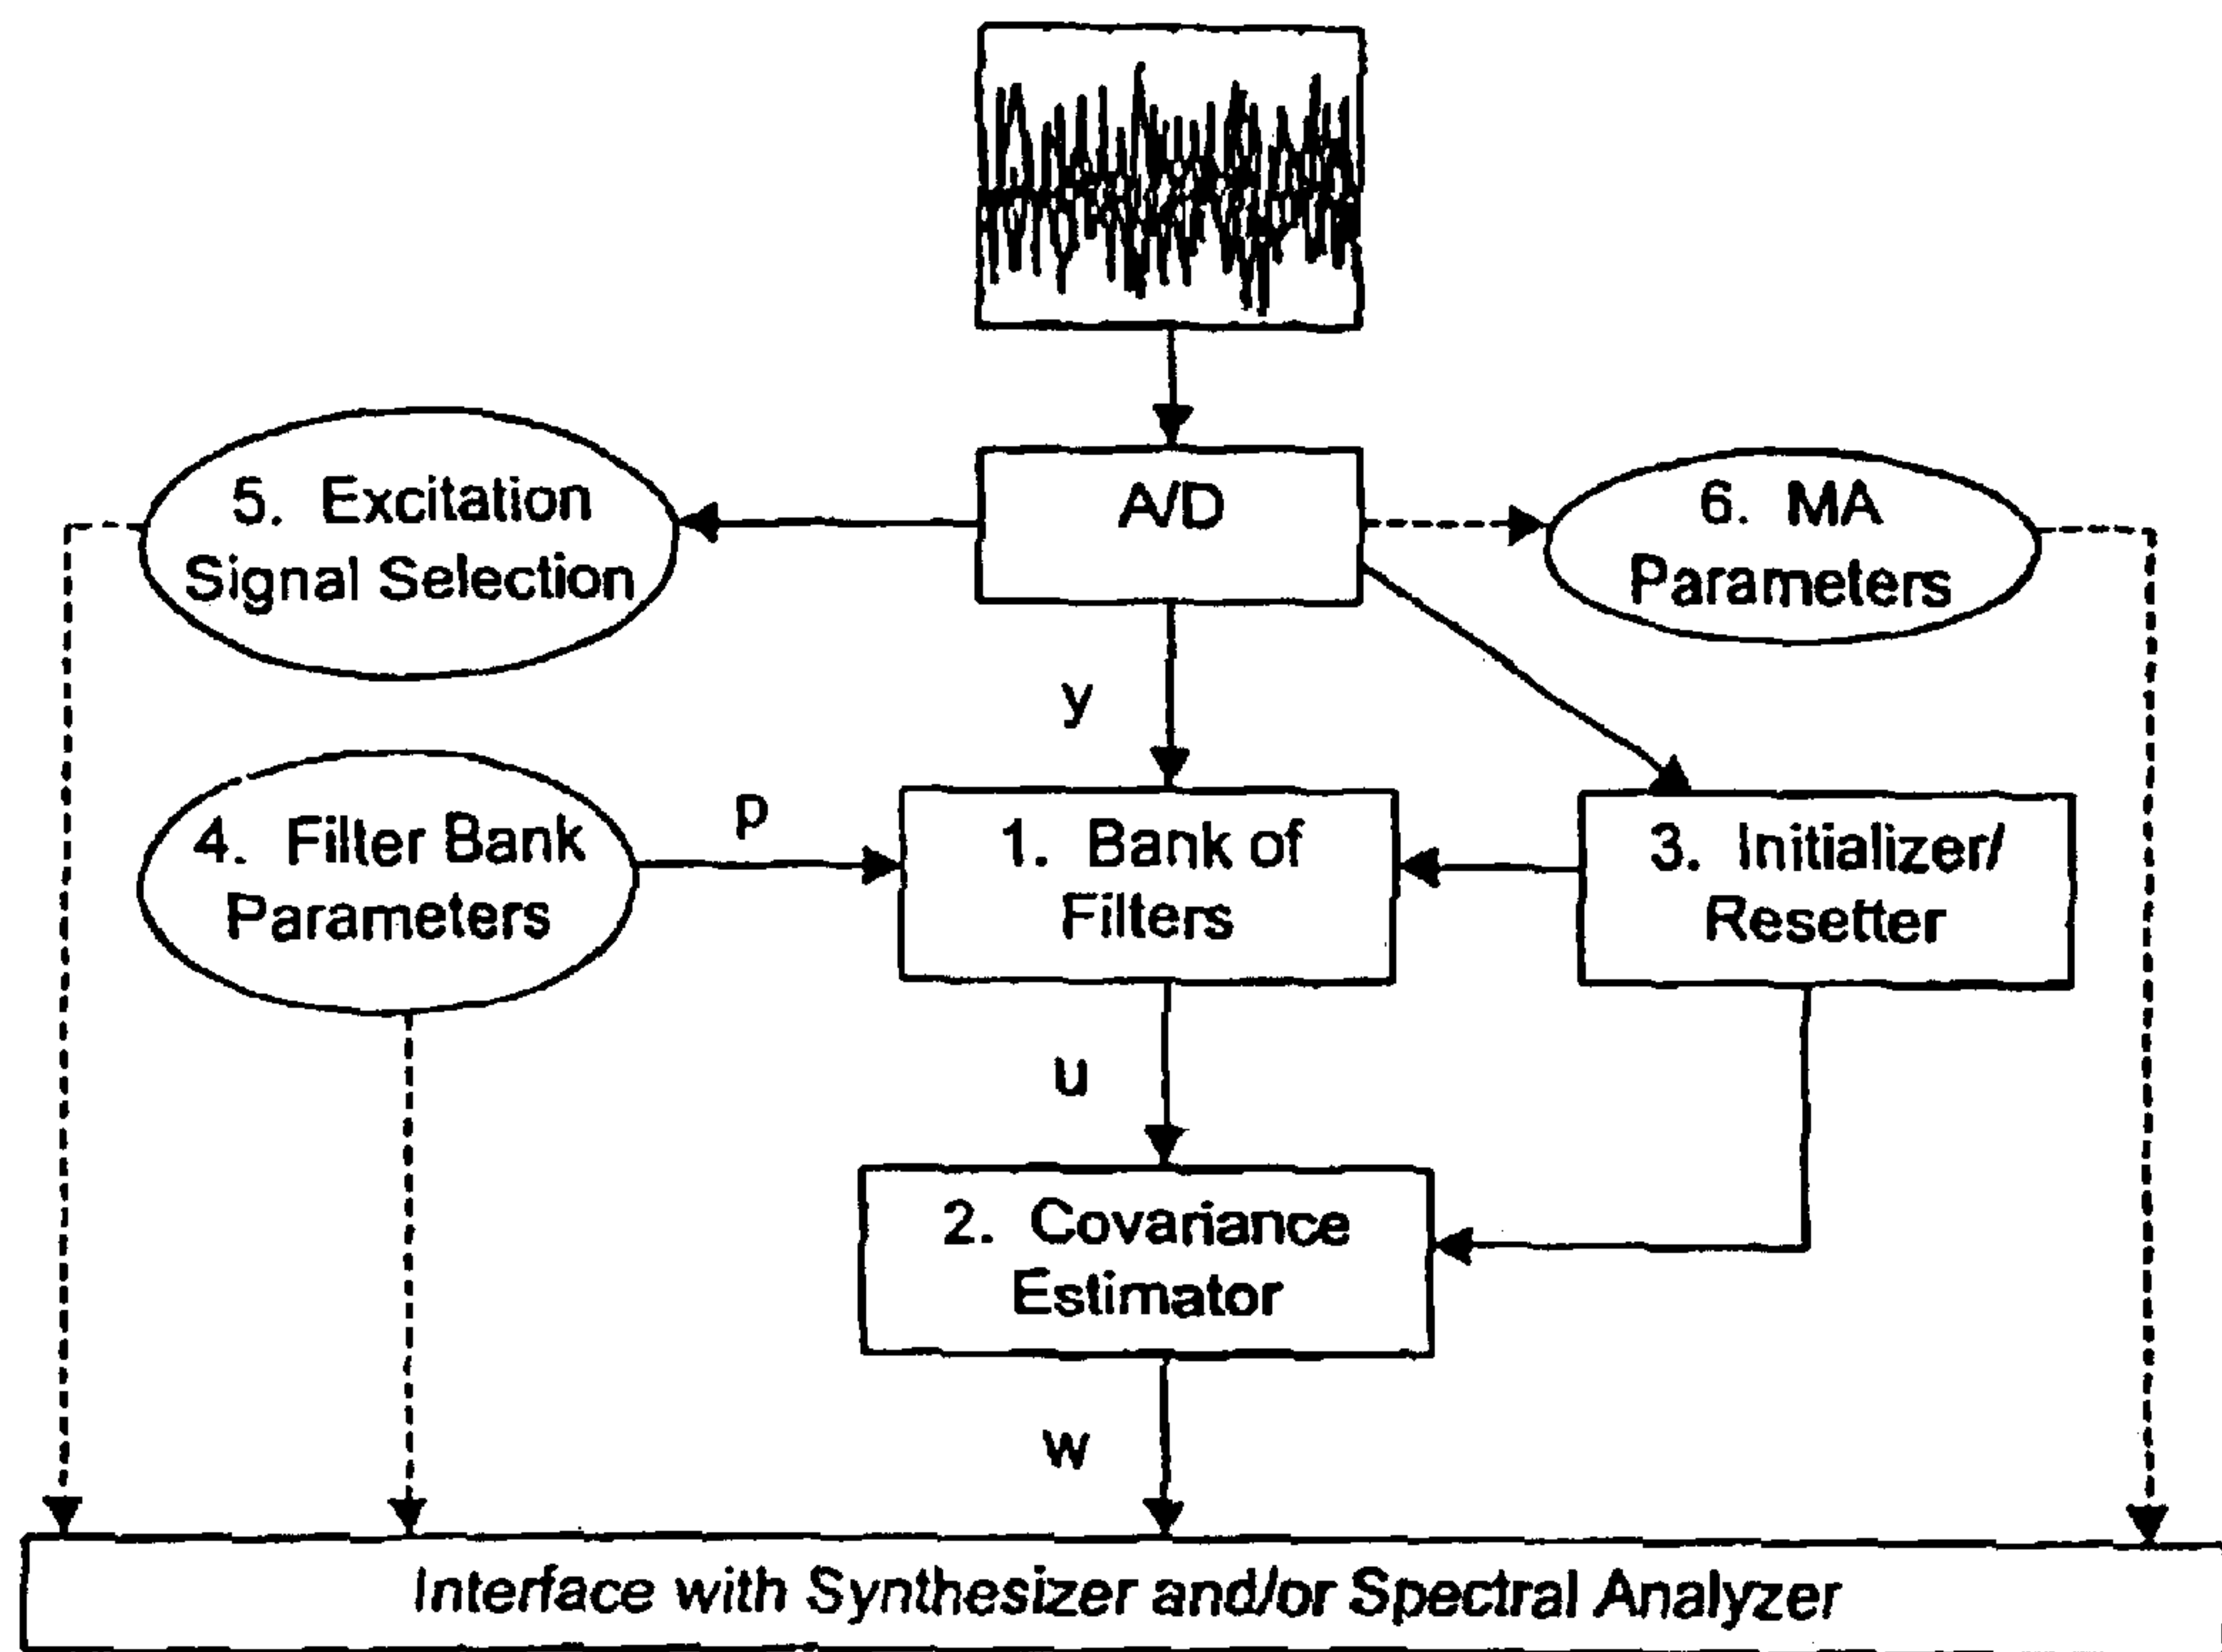 5. Excitation
Signal Selection
A/D
6. MA
Parameters
y
4. Filter Bank
Parameters
p
1. Bank of
Filters
3. Initializer/
Resetter
u
2. Covariance
Estimator
w
Interface with Synthesizer and/or Spectral Analyzer